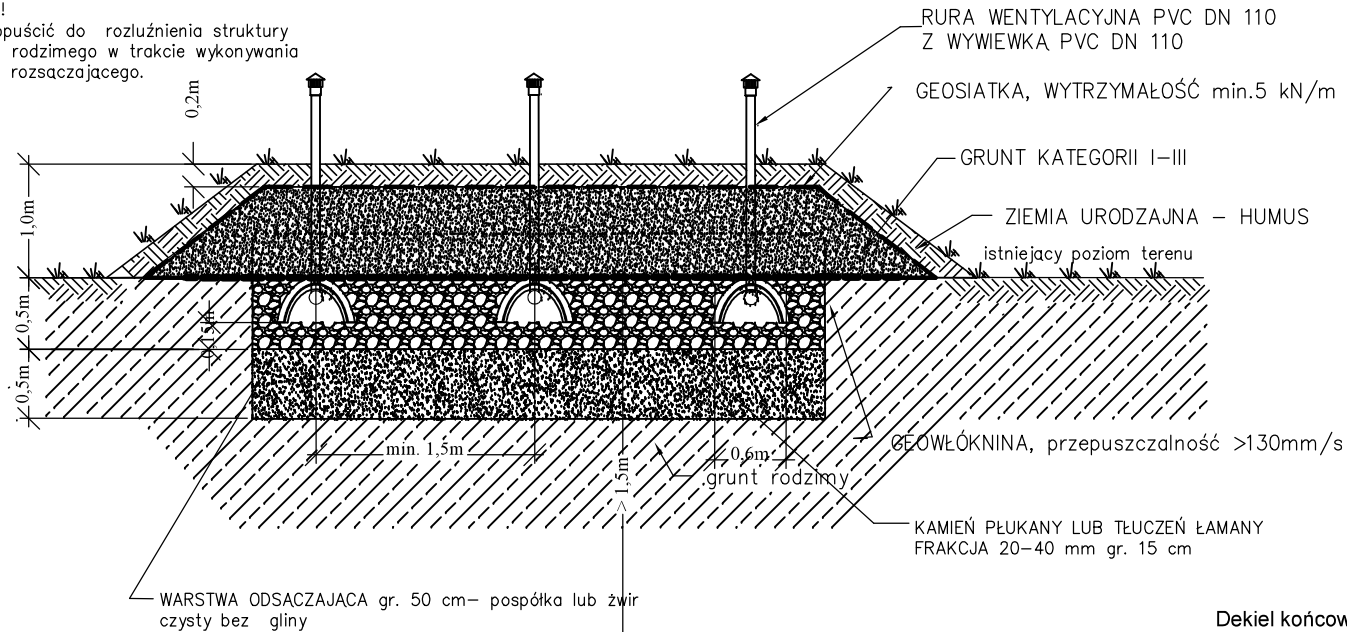 !
opuścić do rozluźnienia struktury
rodzimego w trakcie wykonywania
rozsączającego.
RURA WENTYLACYJNA PVC DN 110
Z WYWIEWKĄ PVC DN 110
0,2m
GEOSIATKA, WYTRZYMAŁOŚĆ min.5 kN/m
GRUNT KATEGORII I-III
1,0m
ZIEMIA URODZAJNA - HUMUS
istniejący poziom terenu
0,5m
0,15m
0,5m
GEOWŁÓKNINA, przepuszczalność >130mm/s
min. 1,5m
0,6m
> 1,5m
grunt rodzimy
KAMIEŃ PŁUKANY LUB TŁUCZEŃ ŁAMANY
FRAKCJA 20-40 mm gr. 15 cm
WARSTWA ODSĄCZAJĄCA gr. 50 cm- pospółka lub żwir
czysty bez gliny
Dekiel końcow